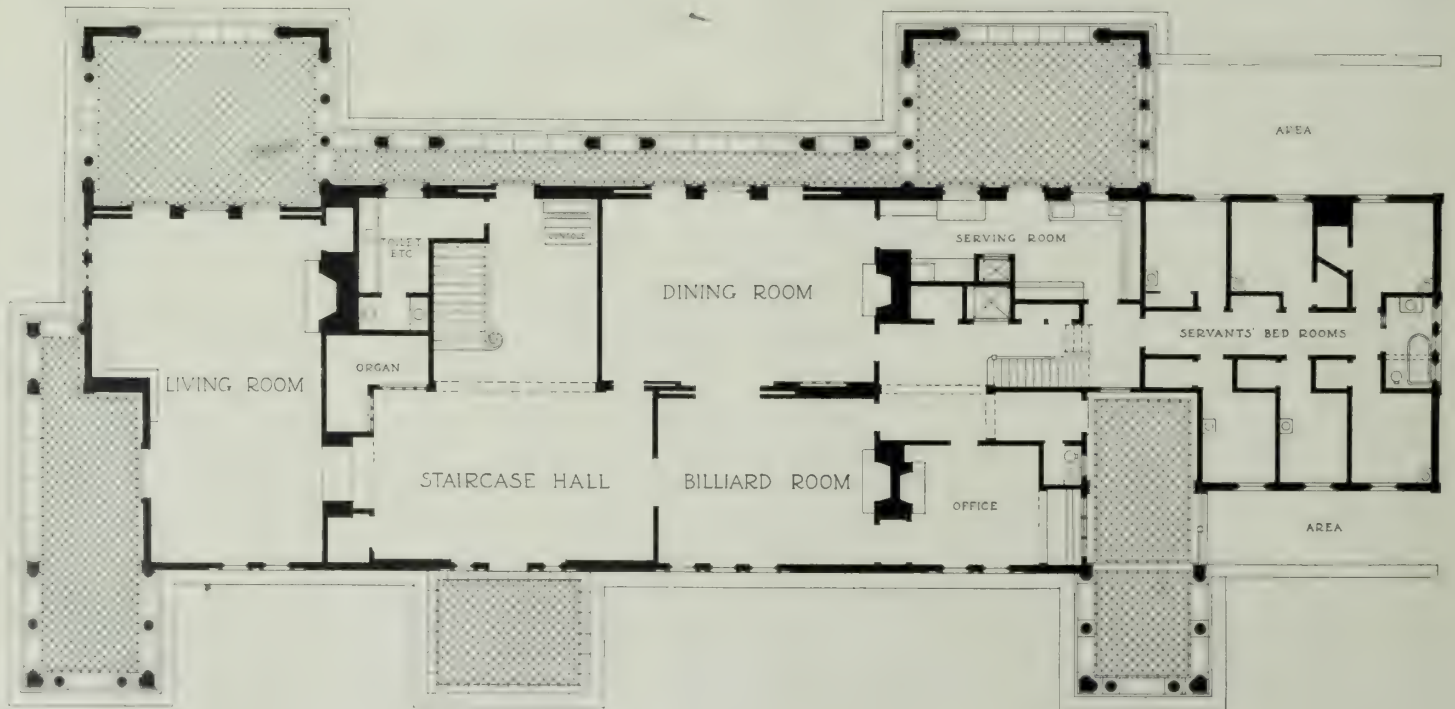 AREA
TOILET
ETC
CONSOLE
SERVING ROOM
DINING ROOM
SERVANTS' BED ROOMS
ORGAN
LIVING ROOM
STAIRCASE HALL
BILLIARD ROOM
OFFICE
AREA